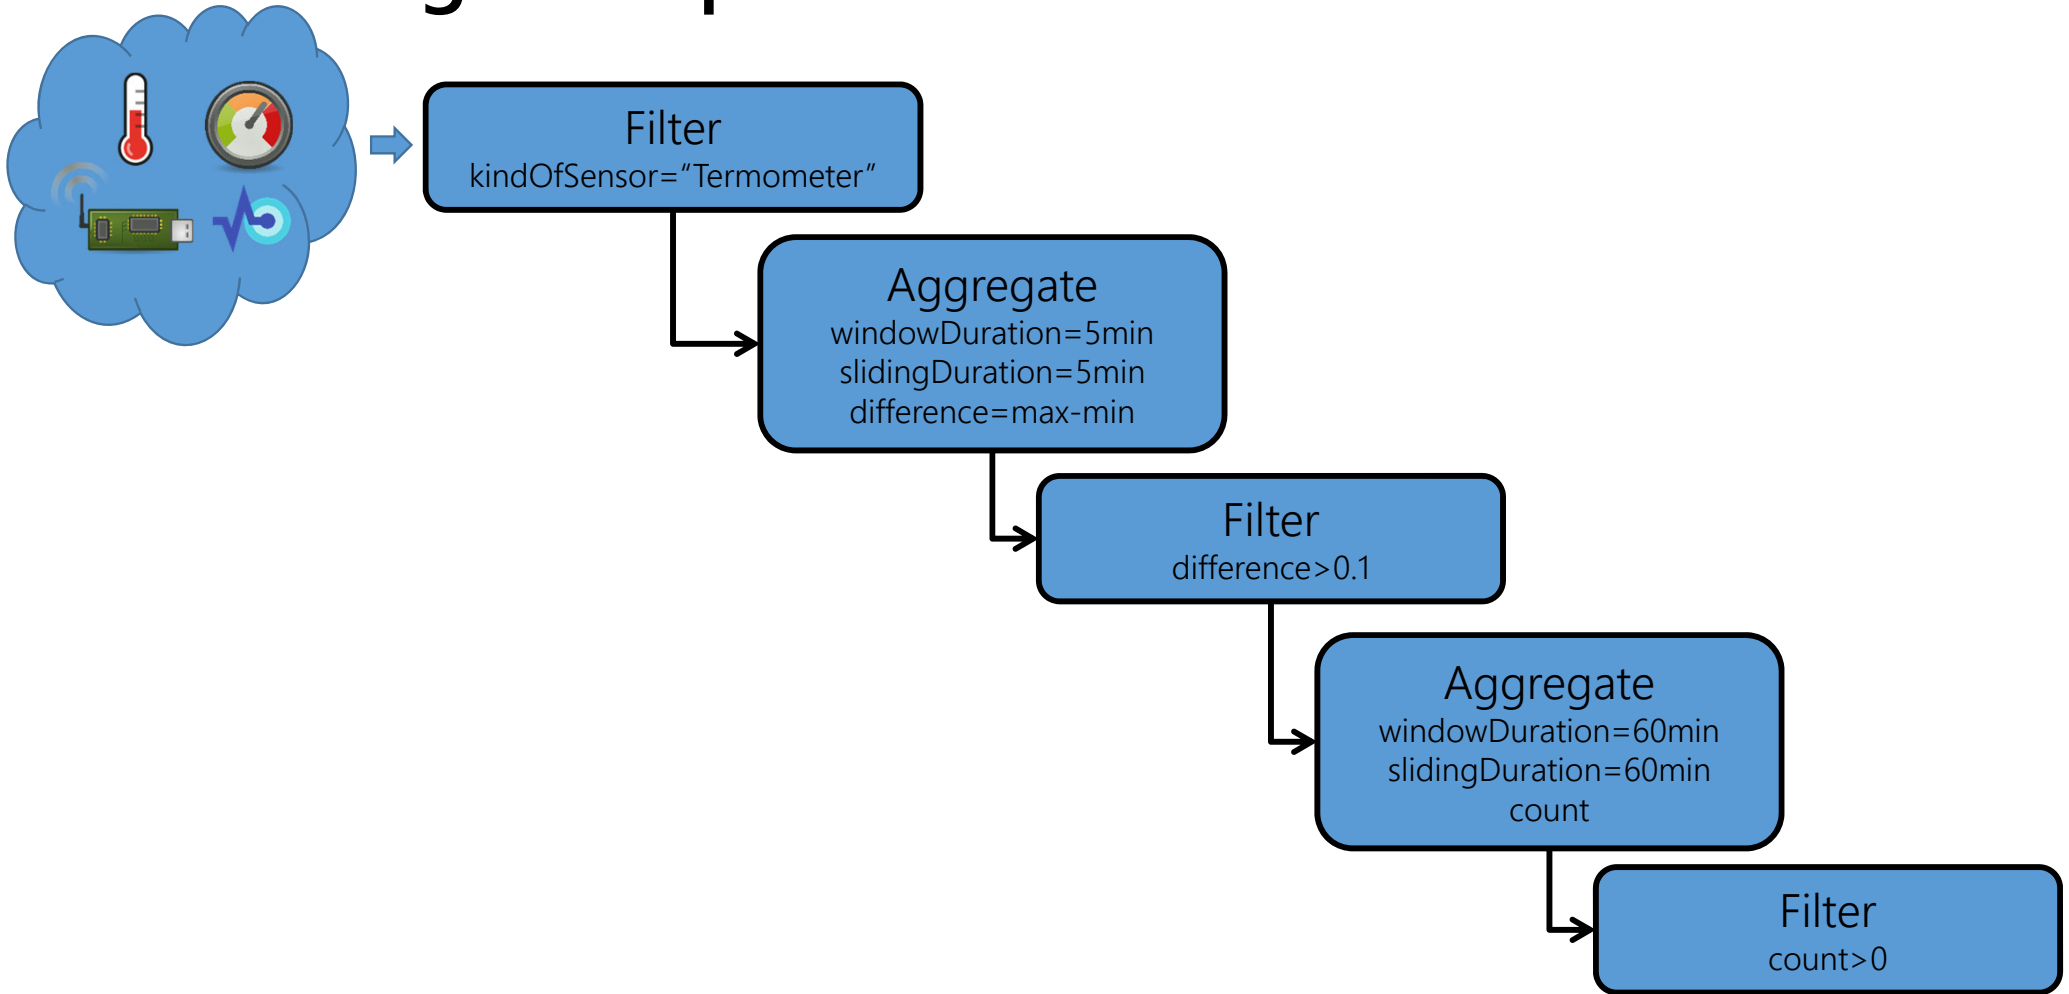 Filter
kindOfSensor=“Termometer”
Aggregate
windowDuration=5min
slidingDuration=5min
difference=max-min
Filter
difference>0.1
Aggregate
windowDuration=60min
slidingDuration=60min
count
Filter
count>0